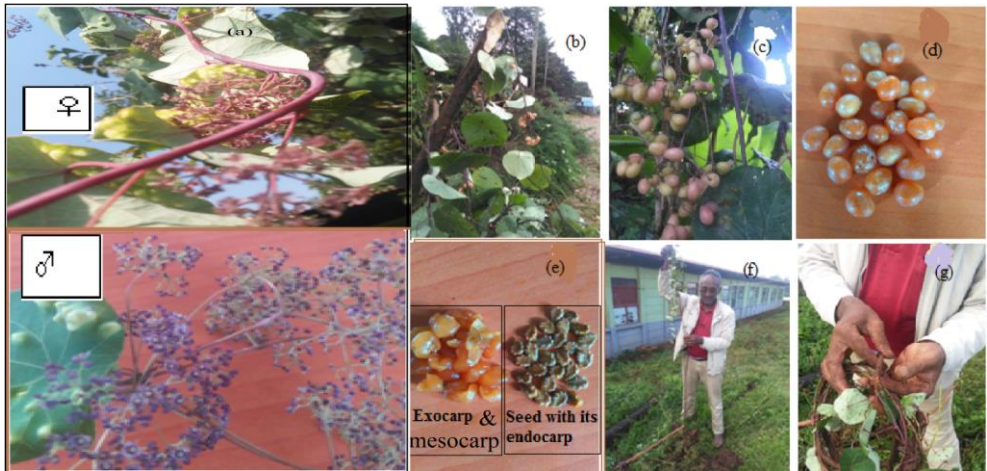 (a)
♀
(b)
(c)
(d)
♂
(e)
Exocarp &
mesocarp
Seed with its
endocarp
(f)
(g)